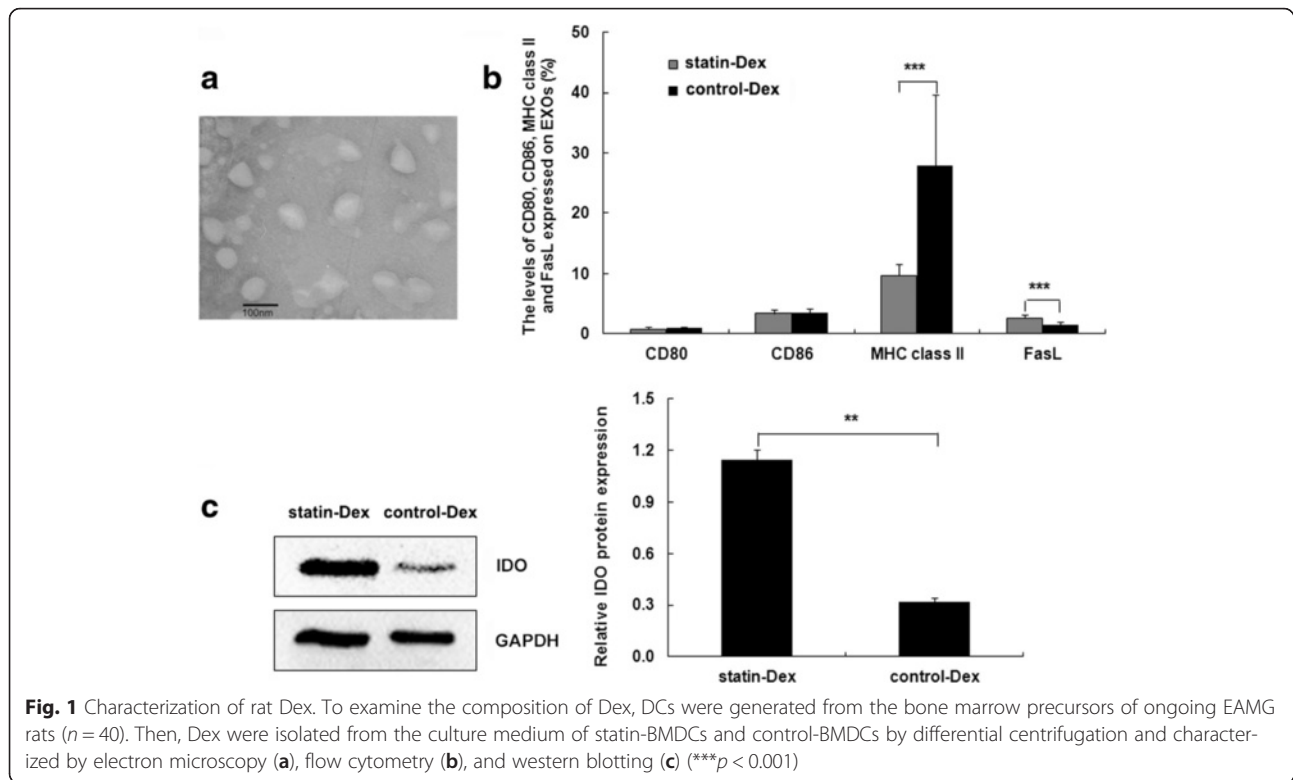 a
100nm
b
The levels of CD80, CD86, MHC class II
and FasL expressed on EXOs (%)
50
40
30
20
10
0
statin-Dex
control-Dex
***
***
CD80 CD86 MHC class II FasL
c
statin-Dex control-Dex
IDO
GAPDH
Relative IDO protein expression
1.5
1.2
0.9
0.6
0.3
0.0
**
statin-Dex control-Dex
Fig. 1 Characterization of rat Dex. To examine the composition of Dex, DCs were generated from the bone marrow precursors of ongoing EAMG
rats (n = 40). Then, Dex were isolated from the culture medium of statin-BMDCs and control-BMDCs by differential centrifugation and character-
ized by electron microscopy (a), flow cytometry (b), and western blotting (c) (***p < 0.001)